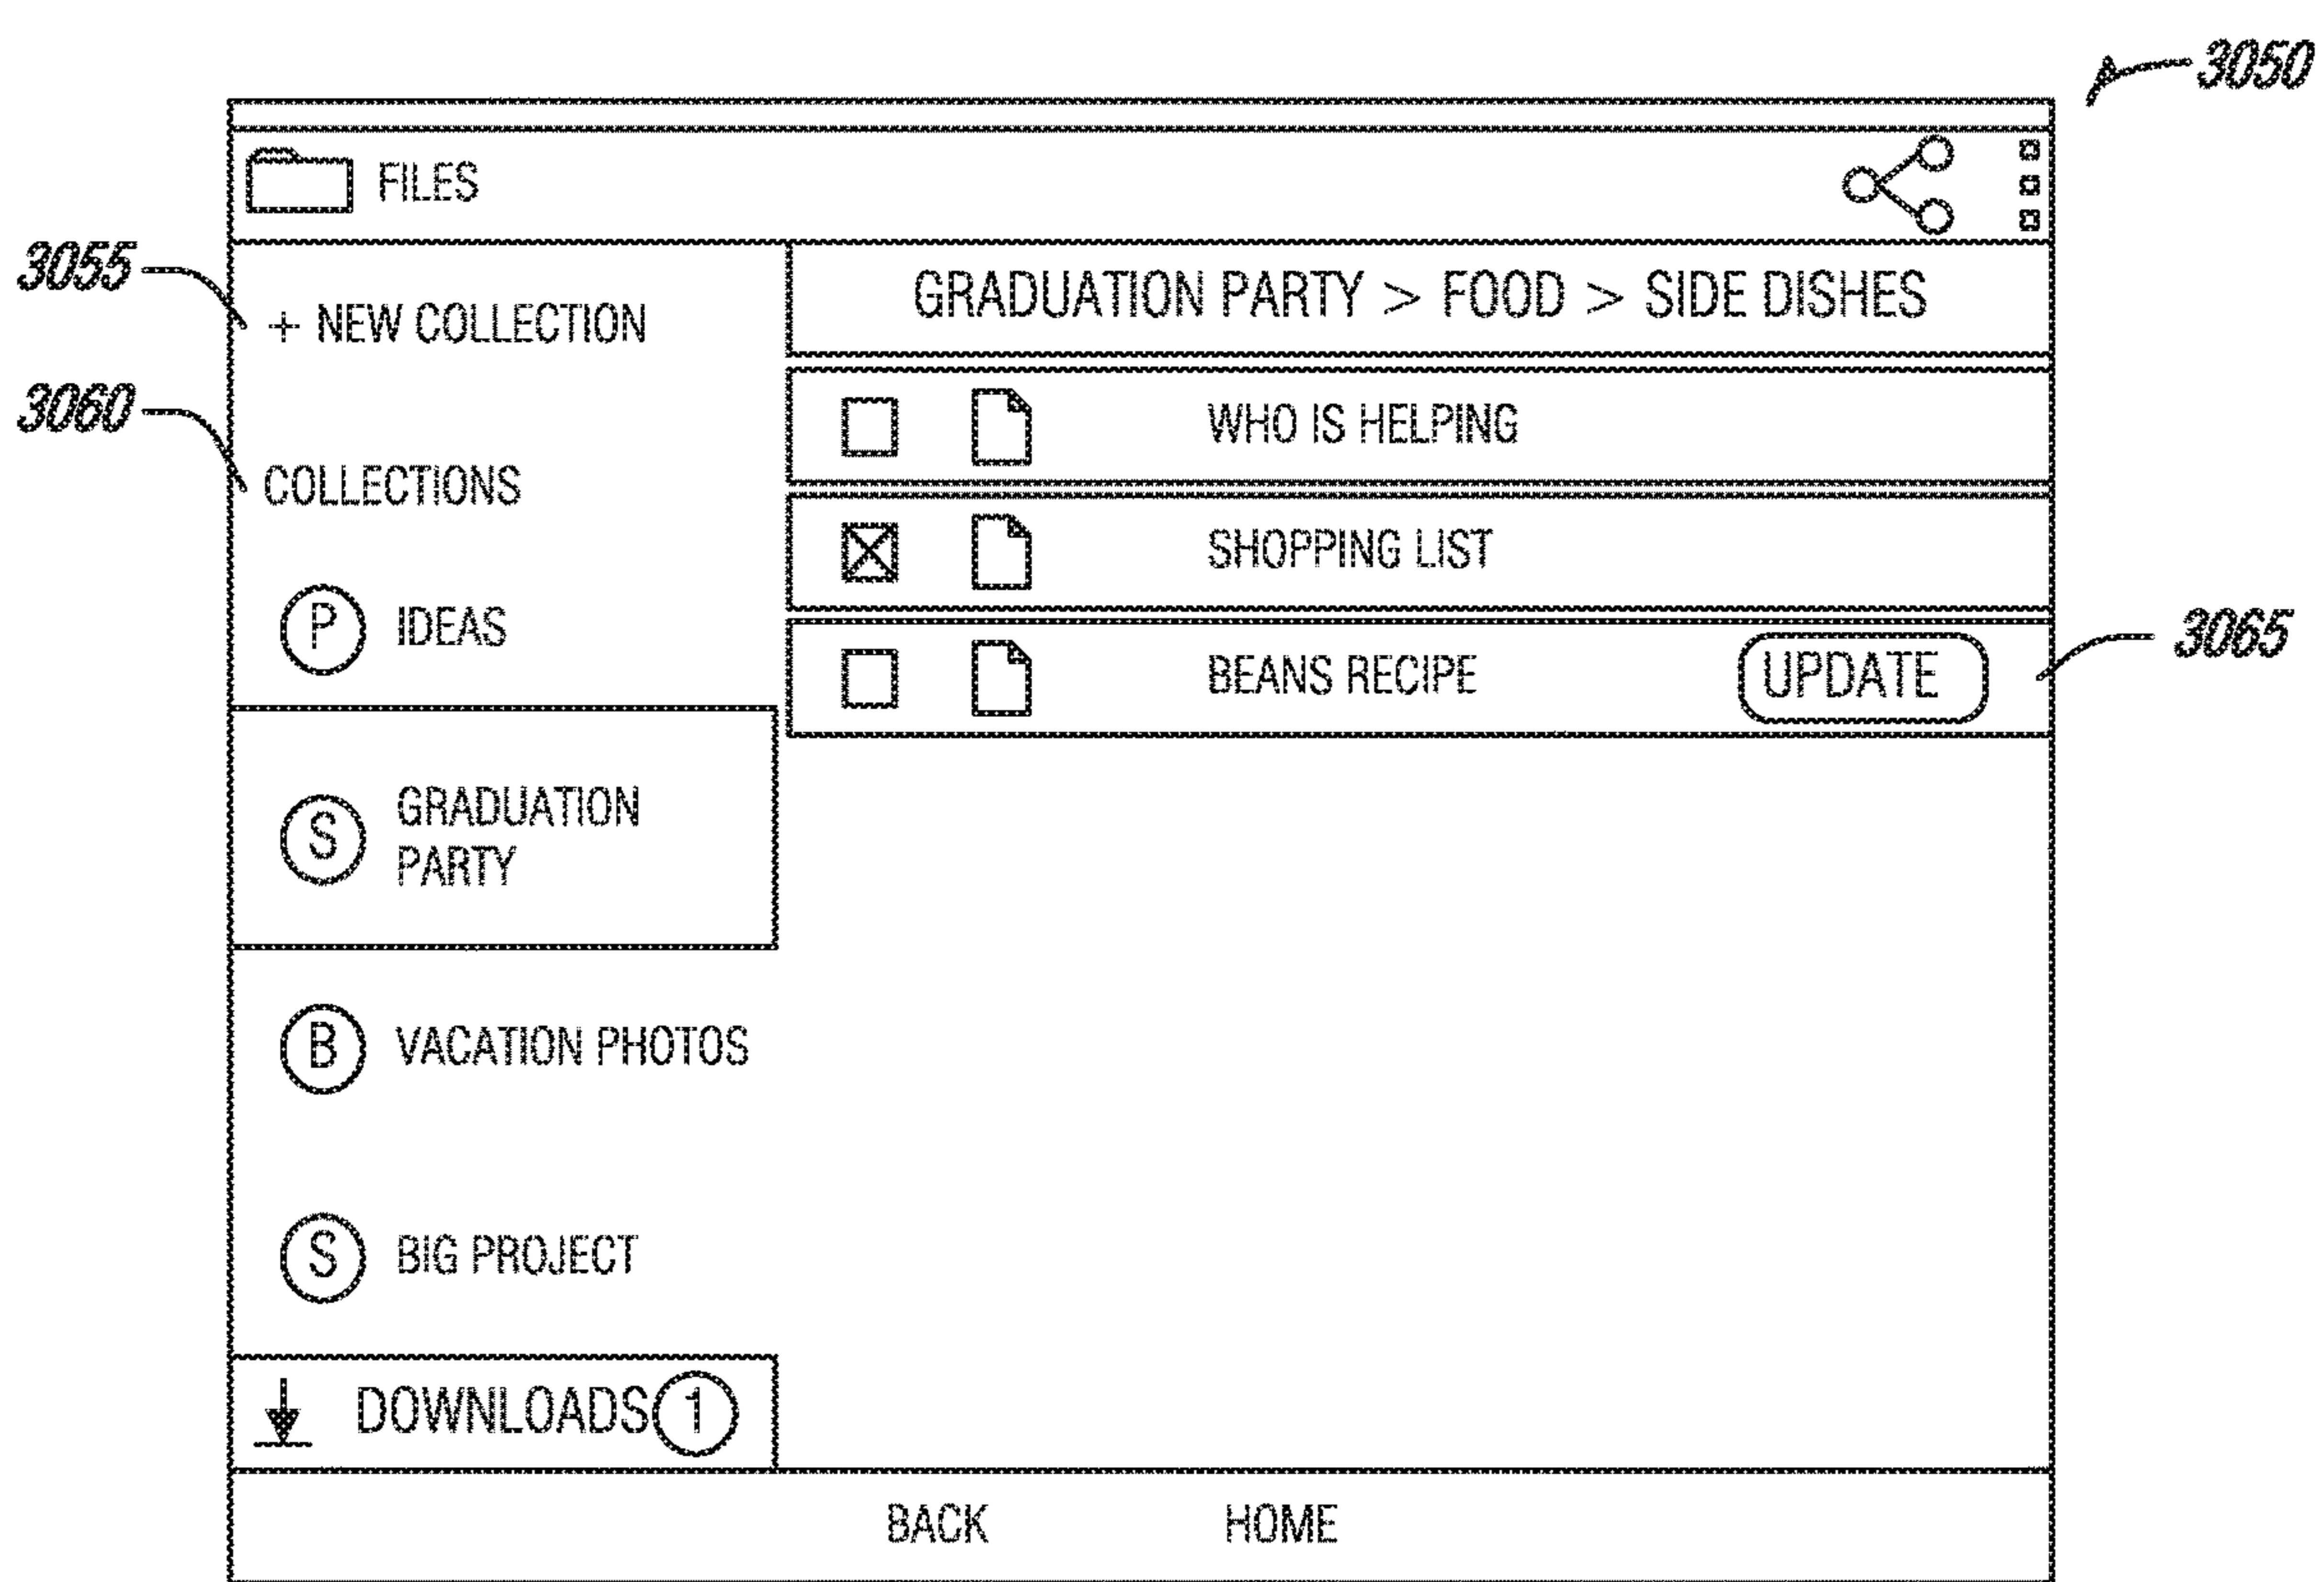 3050
FILES
3055
+ NEW COLLECTION
GRADUATION PARTY > FOOD > SIDE DISHES
3060
COLLECTIONS
WHO IS HELPING
SHOPPING LIST
P IDEAS
BEANS RECIPE UPDATE
3065
S GRADUATION
PARTY
B VACATION PHOTOS
S BIG PROJECT
DOWNLOADS 1
BACK HOME